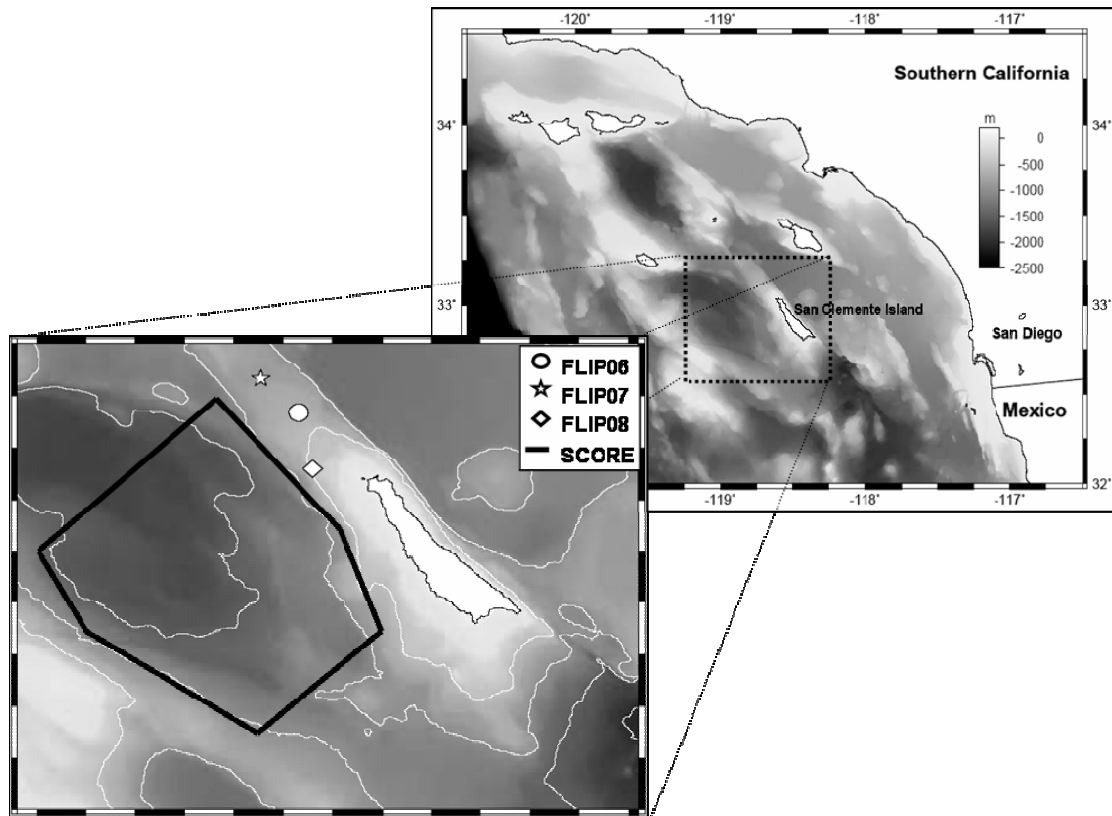 -120° -119° -118° -117°
Southern California
m
0
-500
-1000
-1500
-2000
-2500
34° 34°
33° 33°
San Clemente Island
San Diego
Mexico
32°
-119° -118° -117°
FLIP06
FLIP07
FLIP08
SCORE